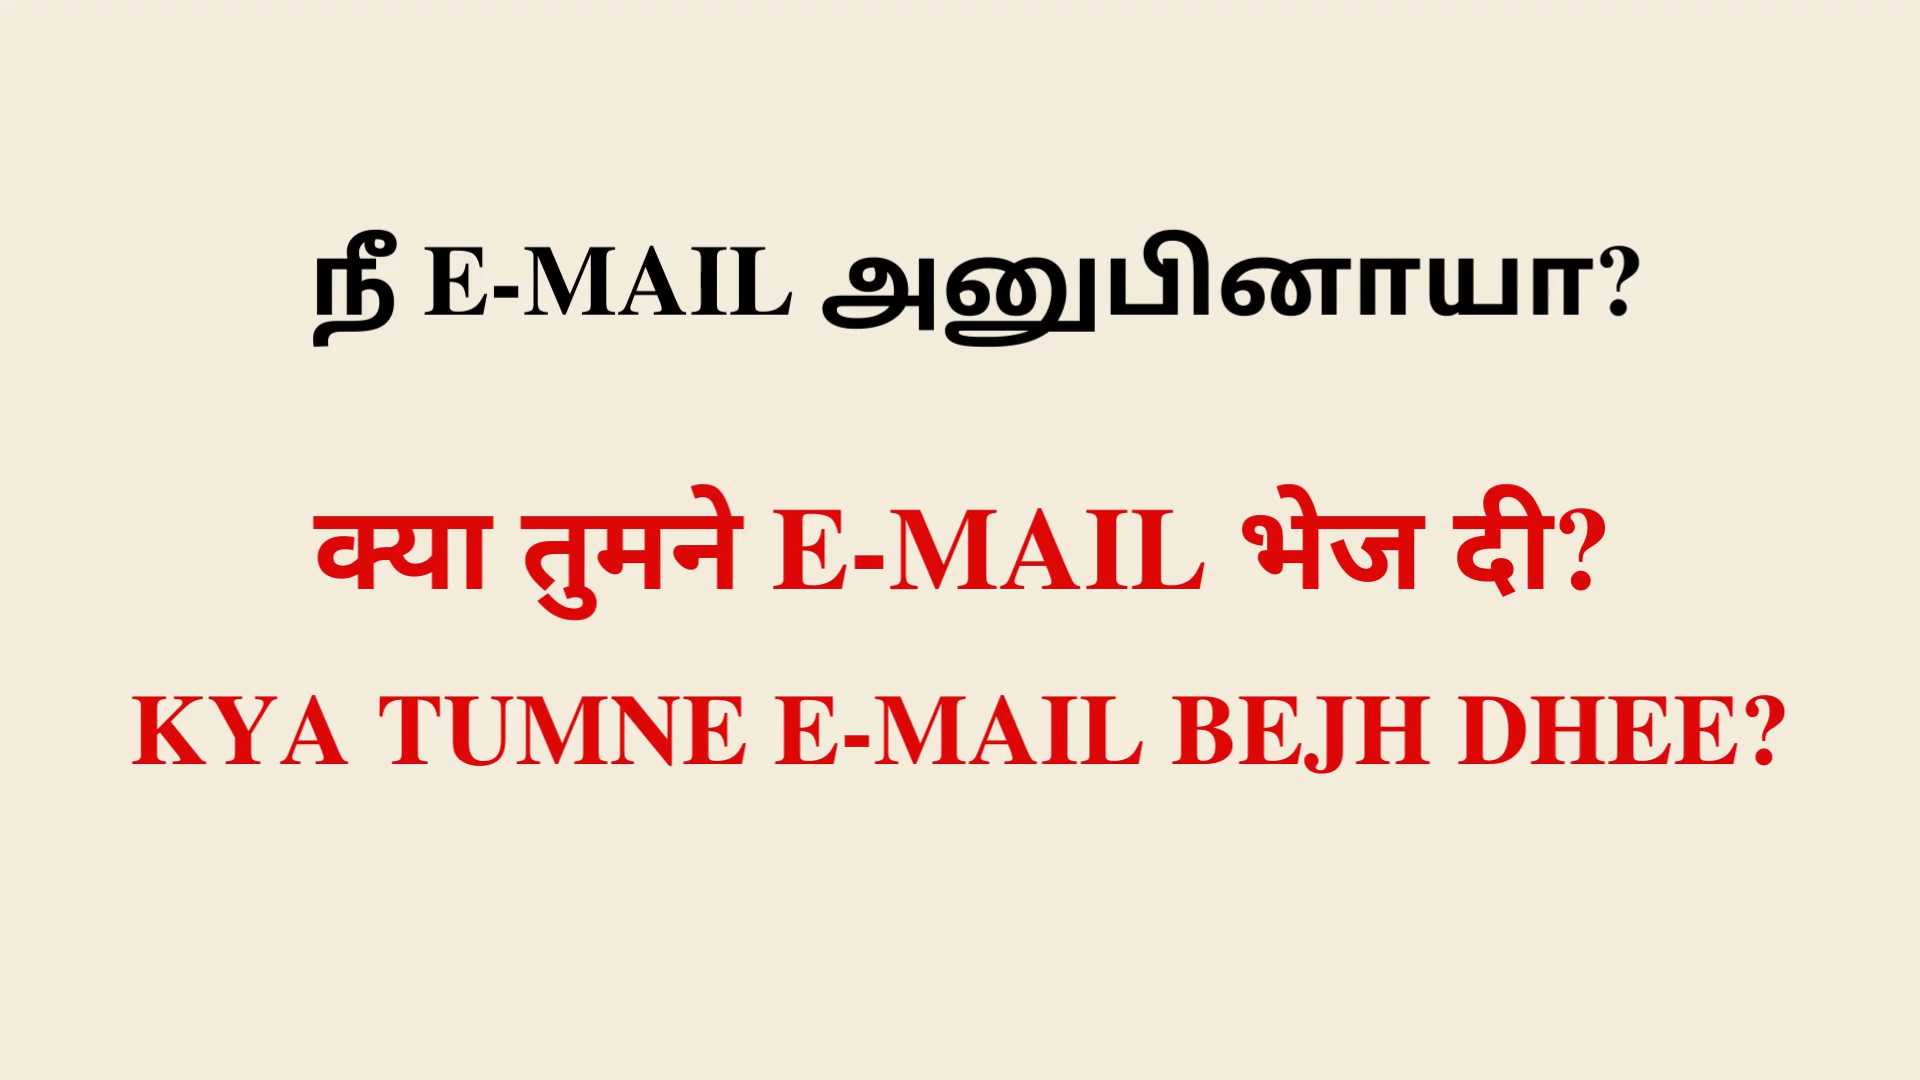 நீ E-MAIL அனுபினாயா?
क्या तुमने E-MAIL भेज दी?
KYA TUMNE E-MAIL BEJH DHEE?